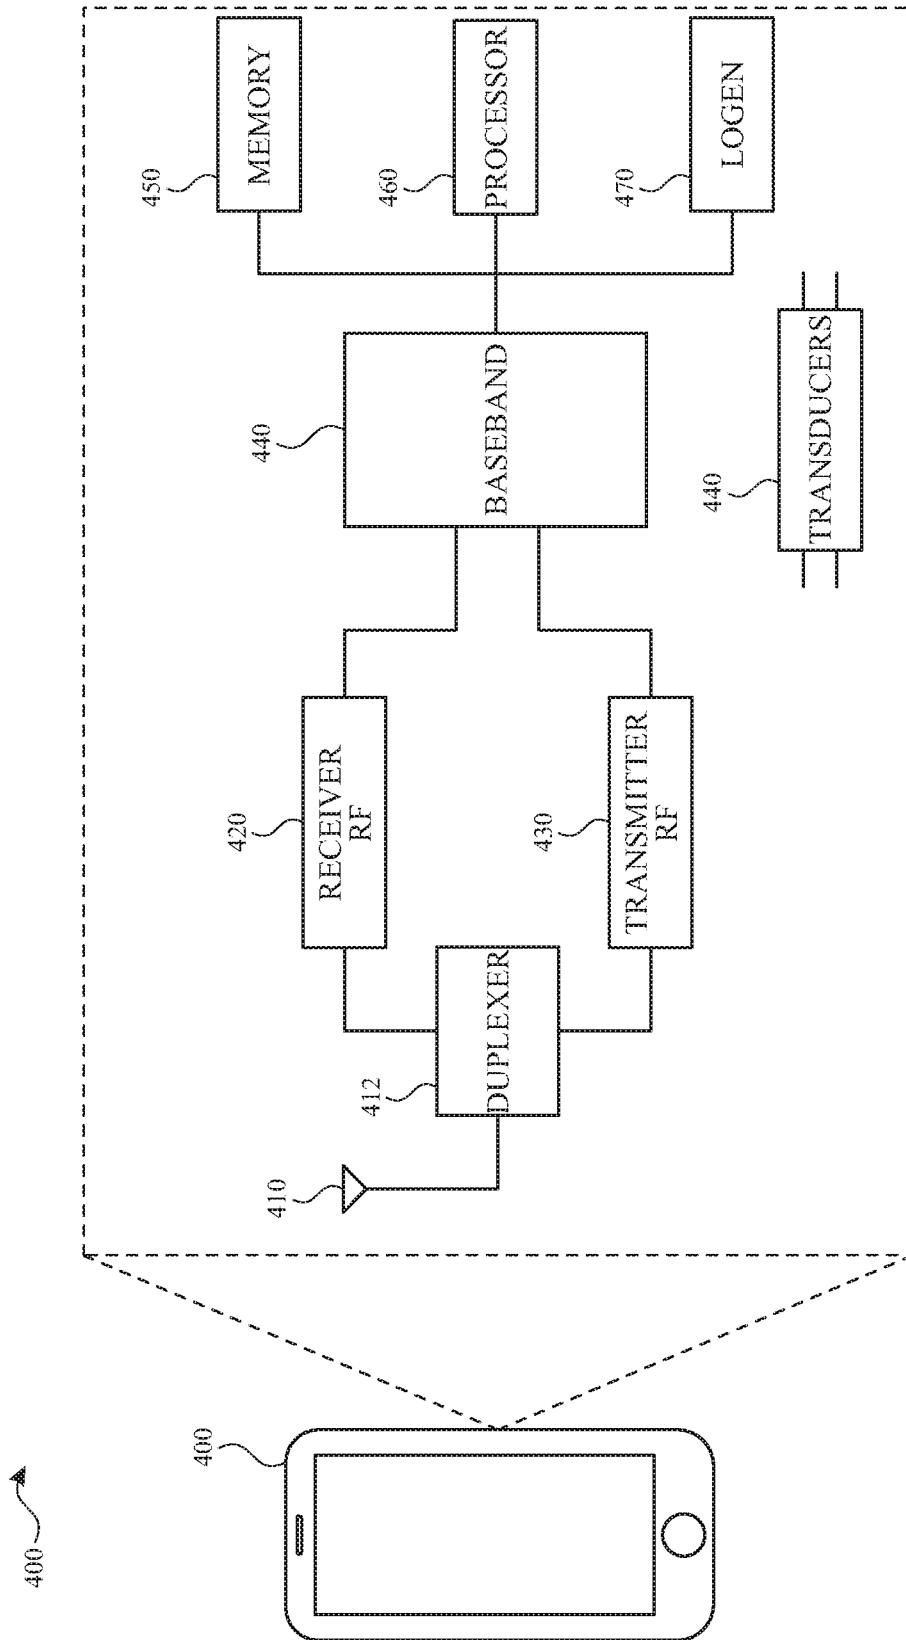 400
400
410
412
DUPLEXER
420
RECEIVER
RF
430
TRANSMITTER
RF
440
BASEBAND
440
TRANSDUCERS
450
MEMORY
460
PROCESSOR
470
LOGEN